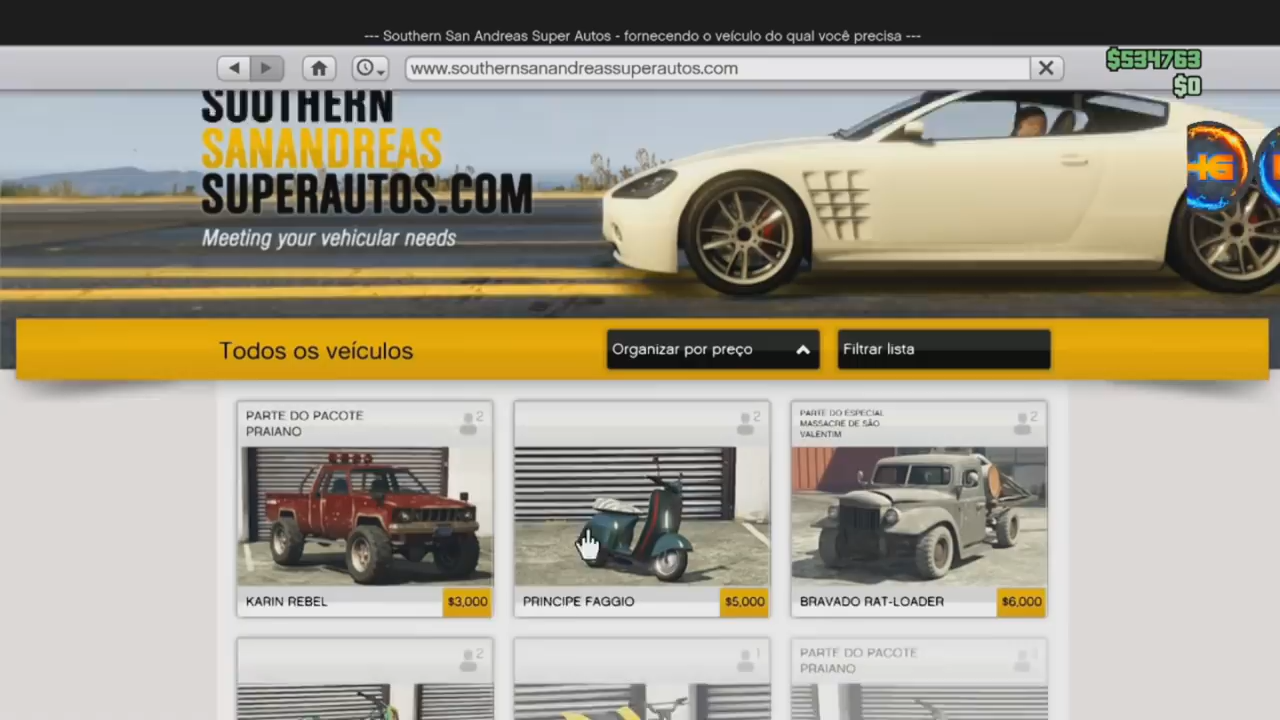 --- Southern San Andreas Super Autos - fornecendo o veículo do qual você precisa ---
www.southernsanandreassuperautos.com
$534763
$0
SOUTHERN
SANANDREAS
SUPERAUTOS.COM
Meeting your vehicular needs
Todos os veículos
Organizar por preço
Filtrar lista
PARTE DO PACOTE
PRAIANO
2
2
PARTE DO ESPECIAL
MASSACRE DE SÃO
VALENTIM
2
KARIN REBEL
$3,000
PRINCIPE FAGGIO
$5,000
BRAVADO RAT-LOADER
$6,000
2
1
PARTE DO PACOTE
PRAIANO